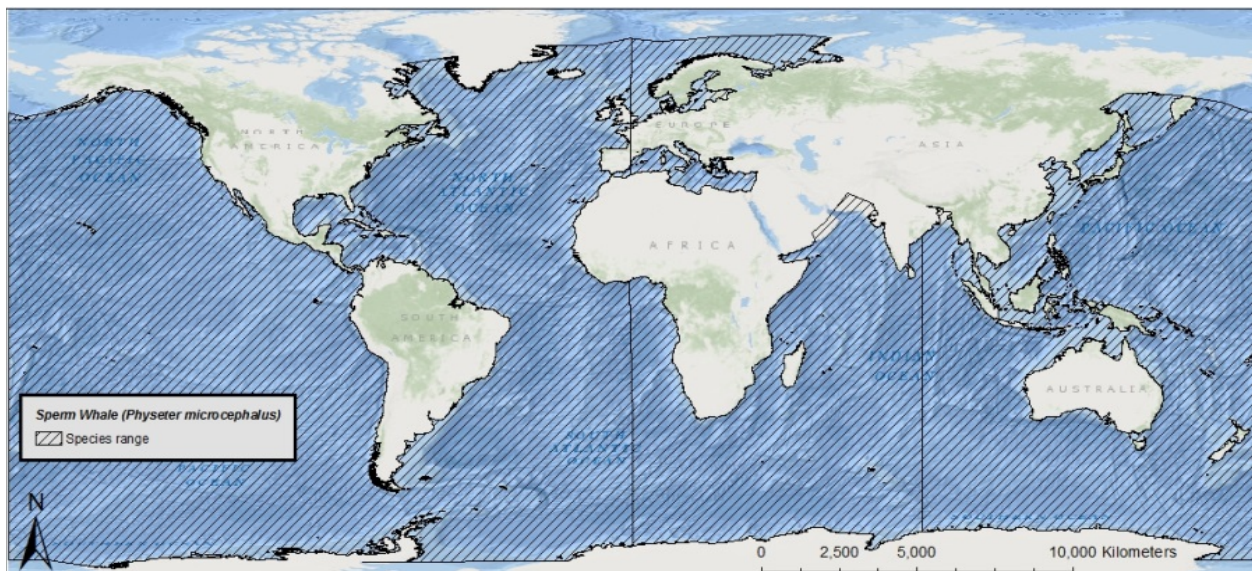 NORTH
PACIFIC
OCEAN
NORTH
AMERICA
NORTH
ATLANTIC
OCEAN
EUROPE
ASIA
PACIFIC OCEAN
AFRICA
SOUTH
AMERICA
INDIAN
OCEAN
AUSTRALIA
Sperm Whale (Physeter microcephalus)
Species range
SOUTH
ATLANTIC
OCEAN
PACIFIC
OCEAN
N
0 2,500 5,000 10,000 Kilometers